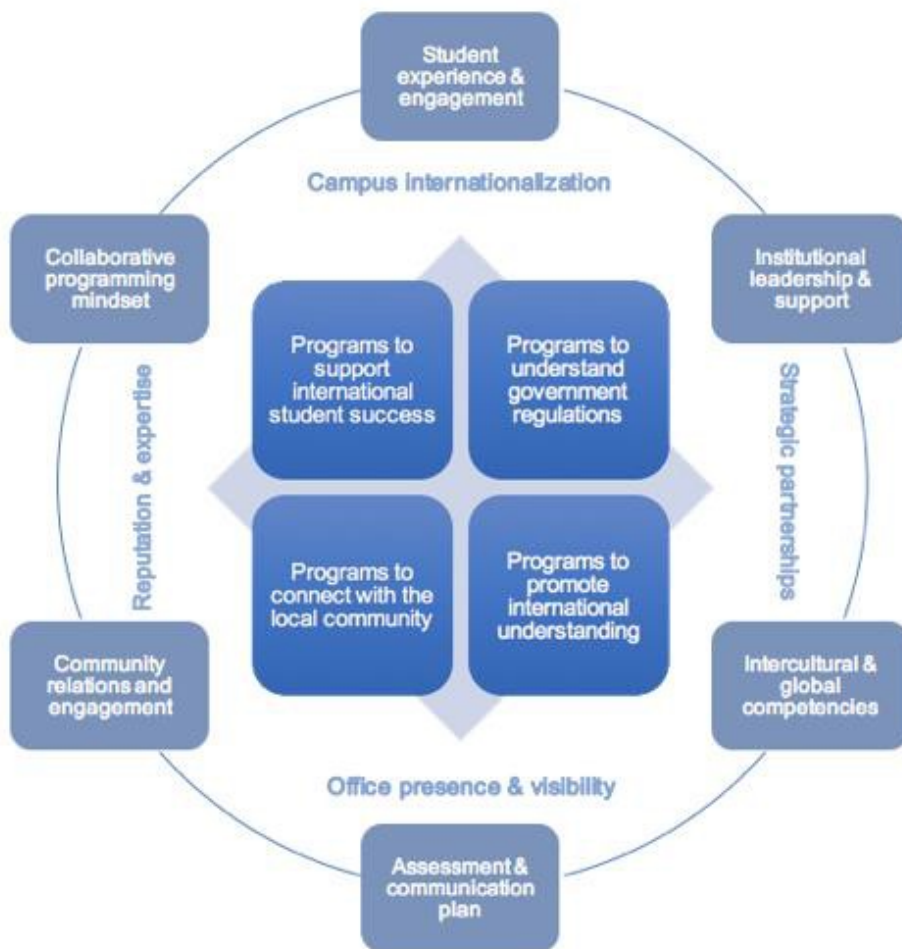 Student
experience &
engagement
Campus internationalization
Collaborative
programming
mindset
Institutional
leadership &
support
Programs to
support
international
student success
Programs to
understand
government
regulations
Reputation & expertise
Strategic partnerships
Programs to
connect with the
local community
Programs to
promote
international
understanding
Community
relations and
engagement
Intercultural &
global
competencies
Office presence & visibility
Assessment &
communication
plan